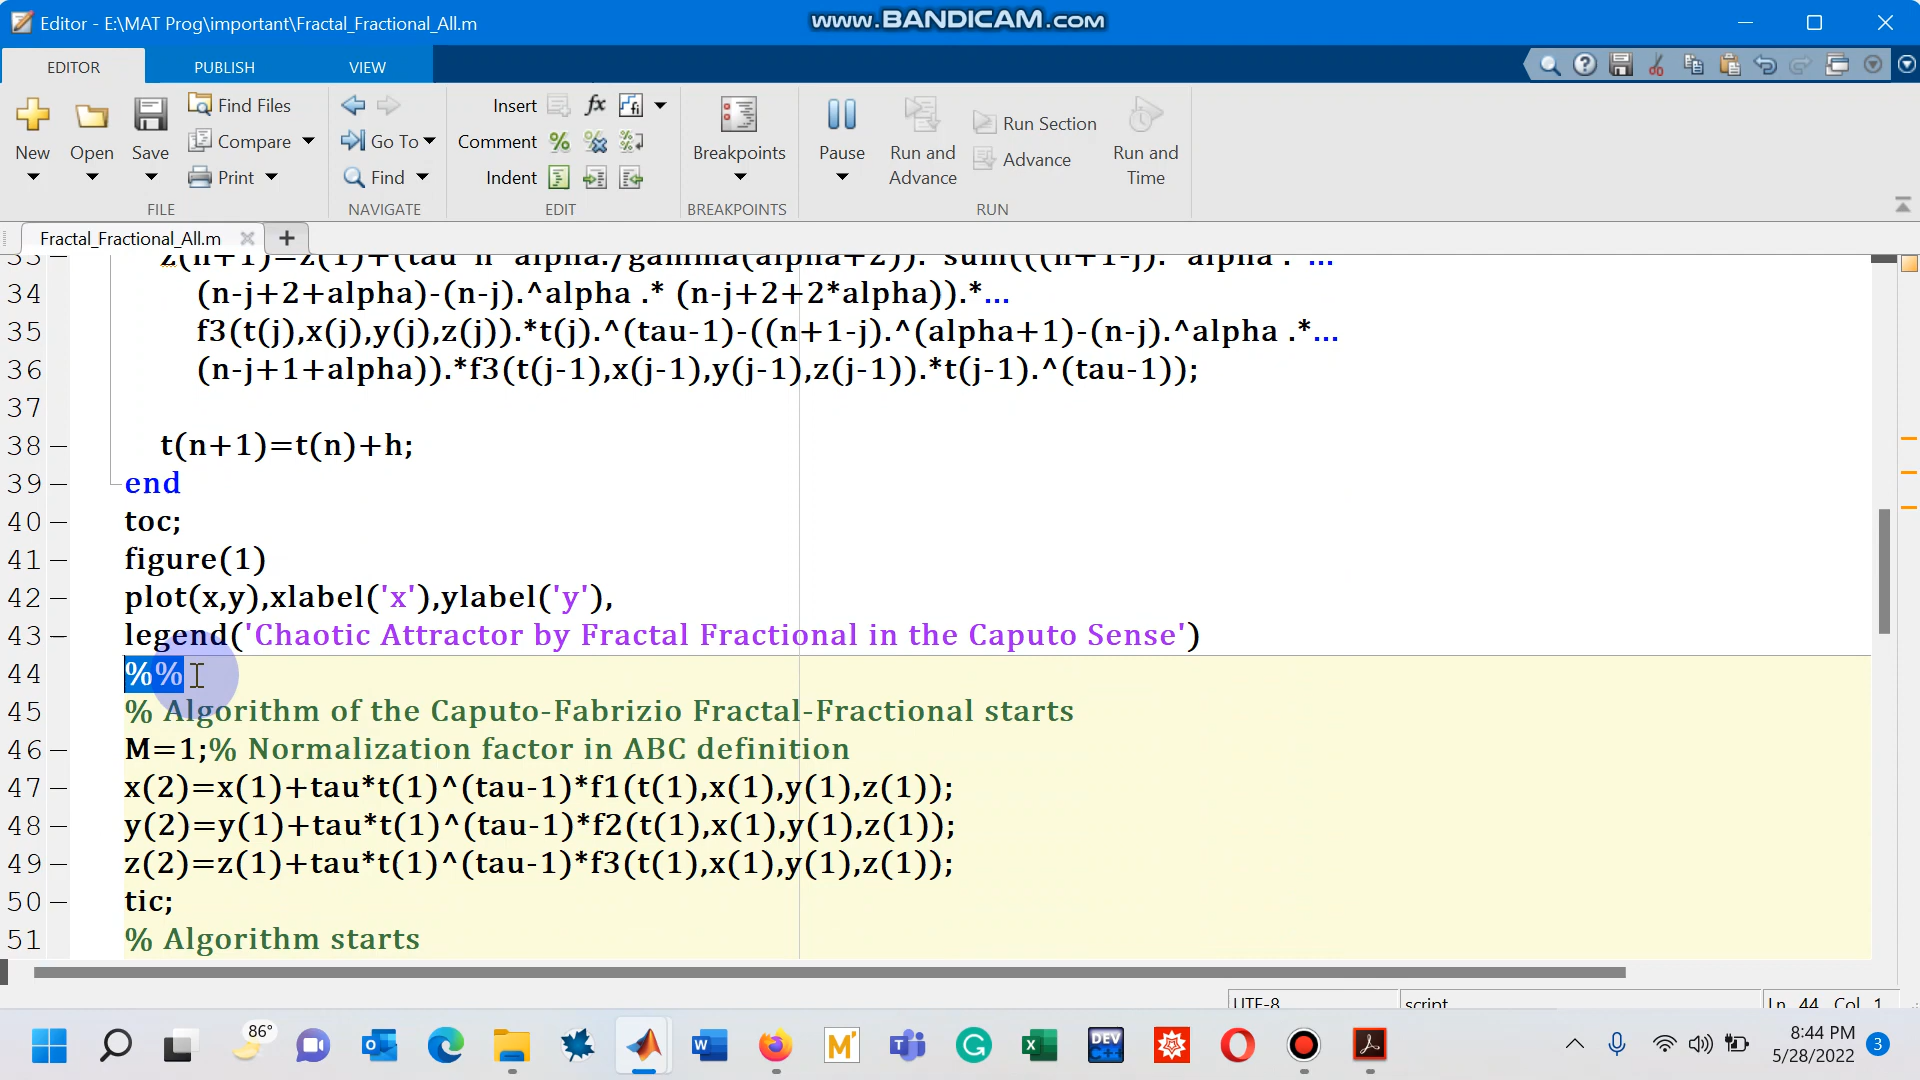 Editor - E:\MAT Prog\important\Fractal_Fractional_All.m
www.BANDICAM.com
EDITOR
PUBLISH
VIEW
New
Open
Save
Find Files
Compare
Print
FILE
Go To
Find
NAVIGATE
Insert
fx
Comment
Indent
EDIT
Breakpoints
BREAKPOINTS
Pause
Run and Advance
Run Section
Advance
Run and Time
RUN
Fractal_Fractional_All.m
34 (n-j+2+alpha)-(n-j).^alpha .* (n-j+2+2*alpha)).*...
35 f3(t(j),x(j),y(j),z(j)).*t(j).^(tau-1)-((n+1-j).^(alpha+1)-(n-j).^alpha .*...
36 (n-j+1+alpha)).*f3(t(j-1),x(j-1),y(j-1),z(j-1)).*t(j-1).^(tau-1));
37
38 t(n+1)=t(n)+h;
39 end
40 toc;
41 figure(1)
42 plot(x,y),xlabel('x'),ylabel('y'),
43 legend('Chaotic Attractor by Fractal Fractional in the Caputo Sense')
44 %%
45 % Algorithm of the Caputo-Fabrizio Fractal-Fractional starts
46 M=1;% Normalization factor in ABC definition
47 x(2)=x(1)+tau*t(1)^(tau-1)*f1(t(1),x(1),y(1),z(1));
48 y(2)=y(1)+tau*t(1)^(tau-1)*f2(t(1),x(1),y(1),z(1));
49 z(2)=z(1)+tau*t(1)^(tau-1)*f3(t(1),x(1),y(1),z(1));
50 tic;
51 % Algorithm starts
UTF-8
script
Ln 44 Col 1
86°
DEV C++
8:44 PM
5/28/2022
3